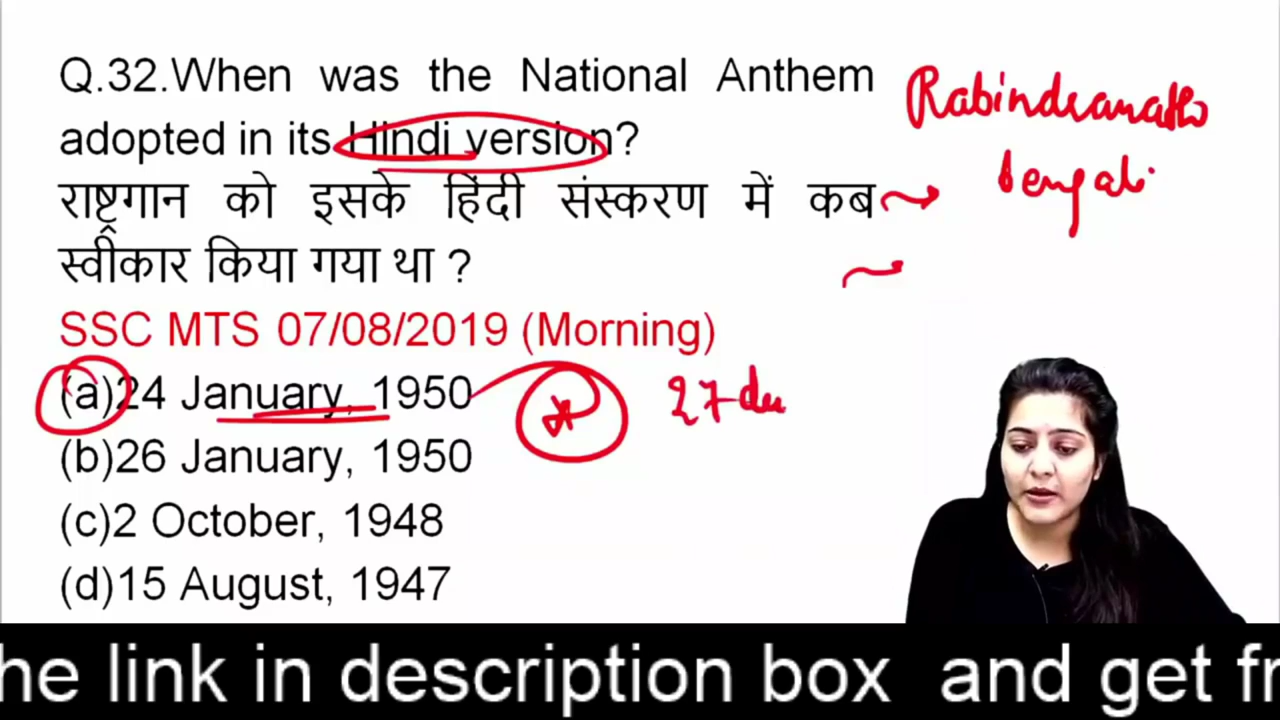 Q.32.When was the National Anthem
adopted in its Hindi version?
राष्ट्रगान को इसके हिंदी संस्करण में कब
स्वीकार किया गया था ?
SSC MTS 07/08/2019 (Morning)
(a)24 January, 1950
(b)26 January, 1950
(c)2 October, 1948
(d)15 August, 1947
Rabindranath
bengali
27 de
he link in description box and get fr